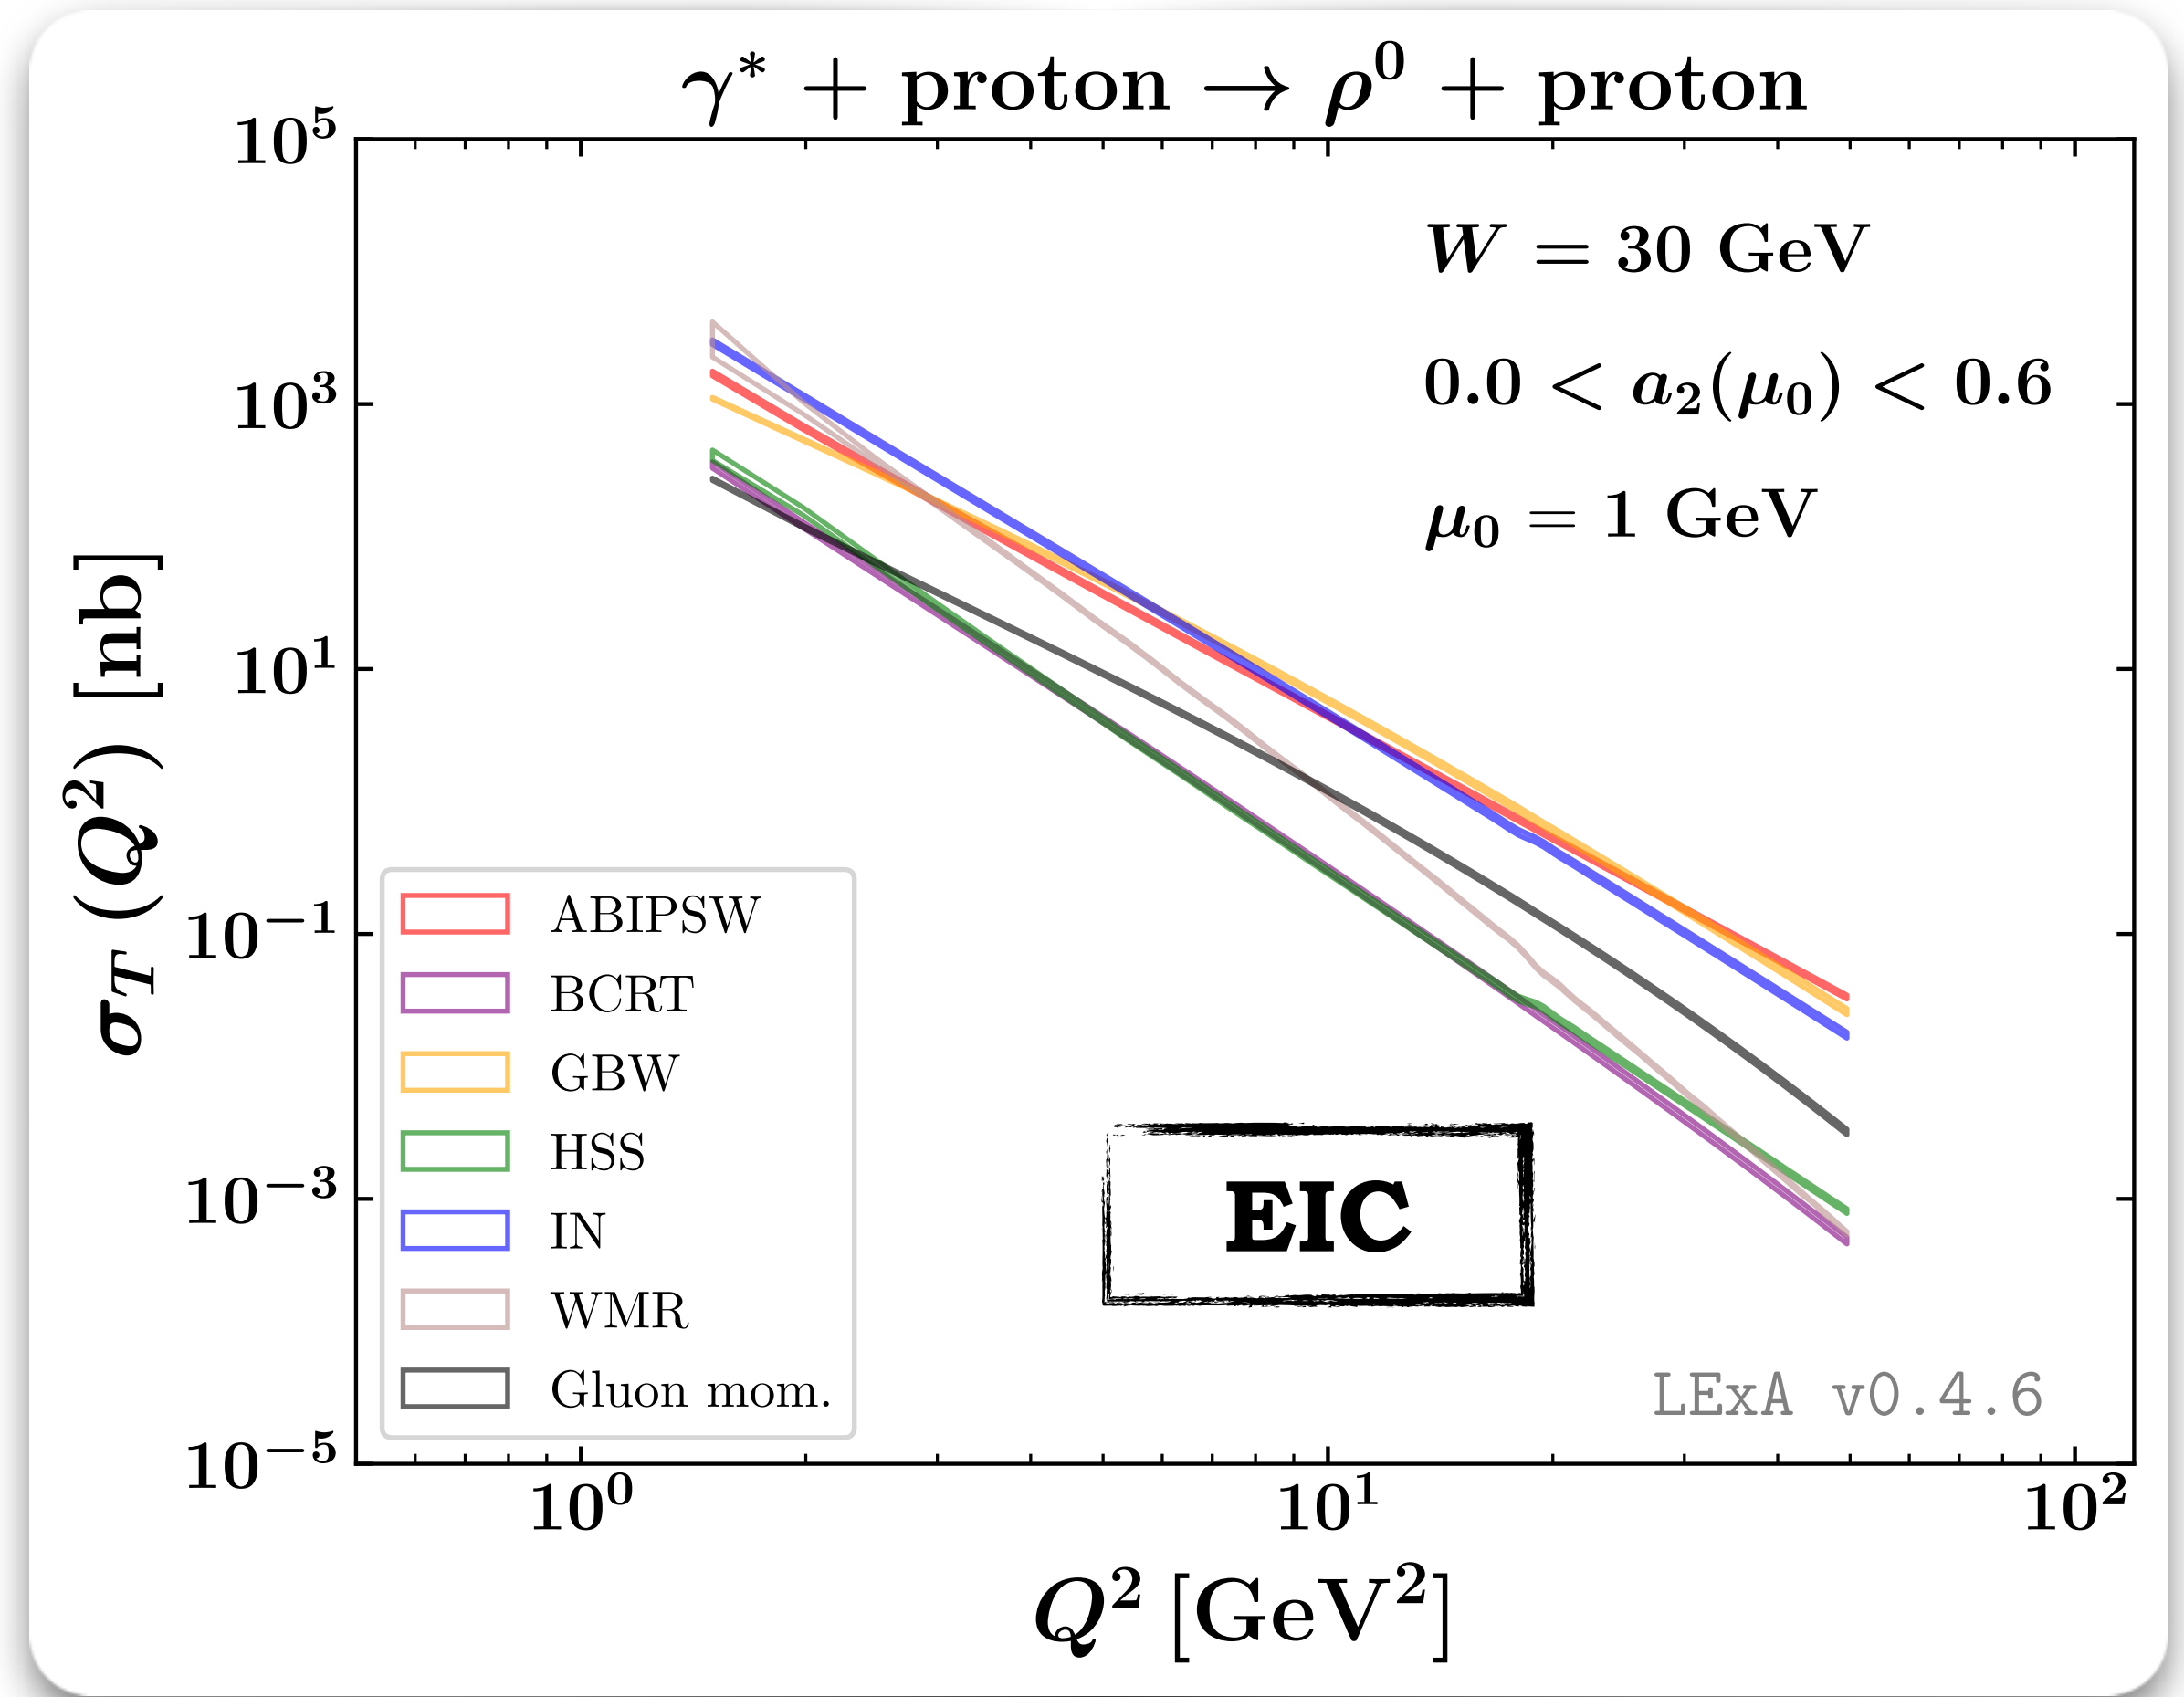 γ* + proton → ρ⁰ + proton
W = 30 GeV
0.0 < a₂(μ₀) < 0.6
μ₀ = 1 GeV
σ_T (Q²) [nb]
10⁵
10³
10¹
10⁻¹
10⁻³
10⁻⁵
ABIPSW
BCRT
GBW
HSS
IN
WMR
Gluon mom.
EIC
LExA v0.4.6
10⁰ 10¹ 10²
Q² [GeV²]